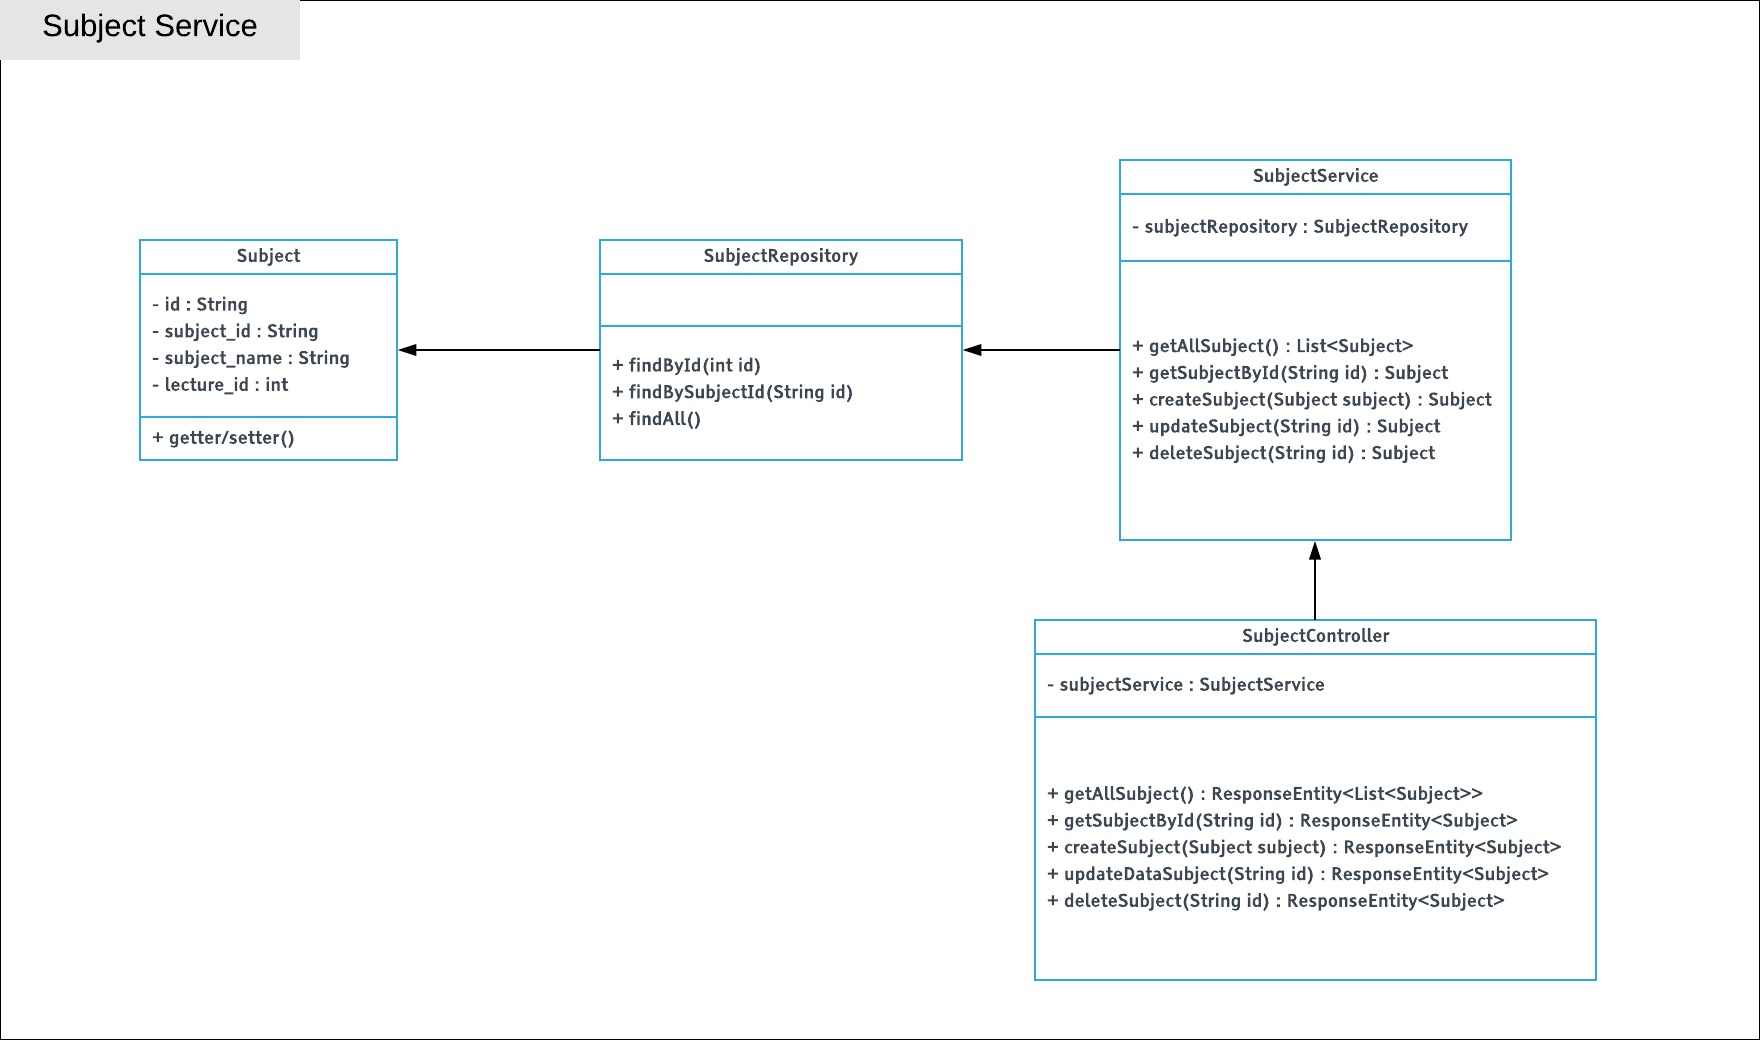 Subject Service
Subject
- id : String
- subject_id : String
- subject_name : String
- lecture_id : int
+ getter/setter()
SubjectRepository
+ findById(int id)
+ findBySubjectId(String id)
+ findAll()
SubjectService
- subjectRepository : SubjectRepository
+ getAllSubject() : List<Subject>
+ getSubjectById(String id) : Subject
+ createSubject(Subject subject) : Subject
+ updateSubject(String id) : Subject
+ deleteSubject(String id) : Subject
SubjectController
- subjectService : SubjectService
+ getAllSubject() : ResponseEntity<List<Subject>>
+ getSubjectById(String id) : ResponseEntity<Subject>
+ createSubject(Subject subject) : ResponseEntity<Subject>
+ updateDataSubject(String id) : ResponseEntity<Subject>
+ deleteSubject(String id) : ResponseEntity<Subject>